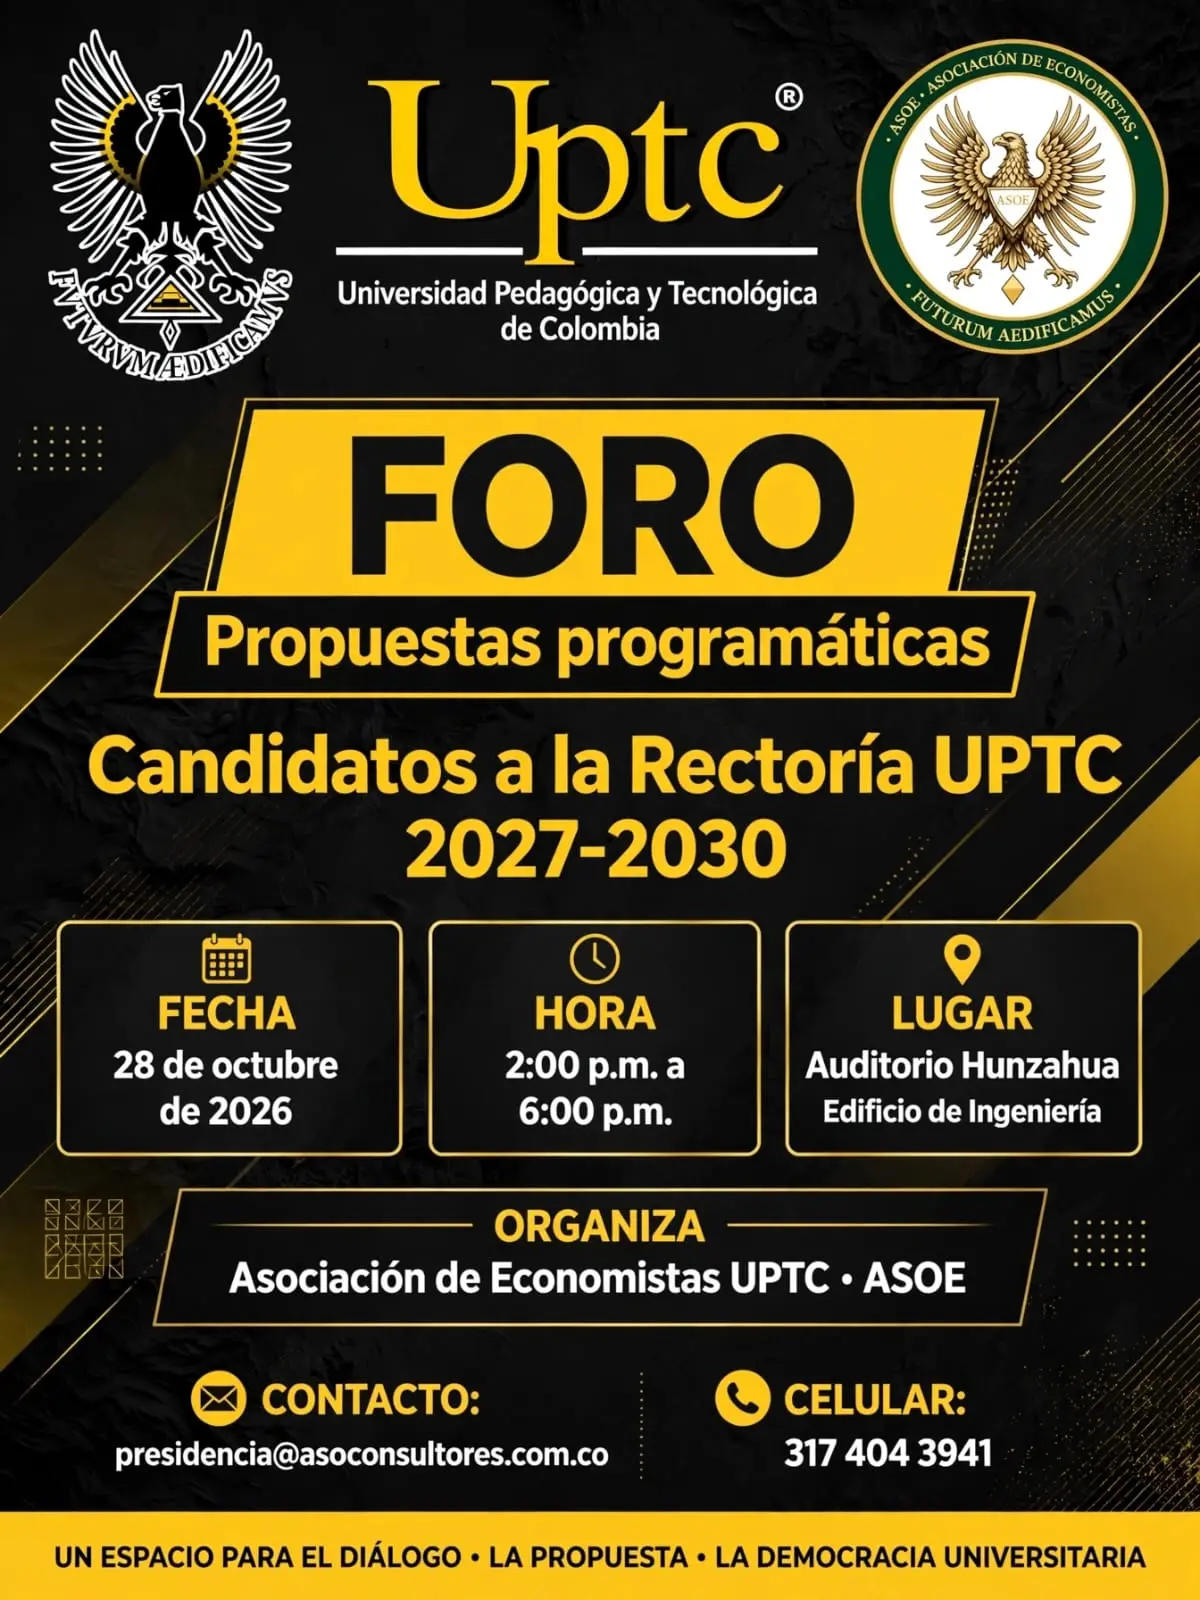 FVTVRVM ÆDIFICAMVS
Uptc®
Universidad Pedagógica y Tecnológica
de Colombia
ASOE • ASOCIACIÓN DE ECONOMISTAS •
ASOE
• FUTURUM AEDIFICAMUS •
FORO
Propuestas programáticas
Candidatos a la Rectoría UPTC
2027-2030
FECHA
28 de octubre
de 2026
HORA
2:00 p.m. a
6:00 p.m.
LUGAR
Auditorio Hunzahua
Edificio de Ingeniería
ORGANIZA
Asociación de Economistas UPTC • ASOE
CONTACTO:
presidencia@asoconsultores.com.co
CELULAR:
317 404 3941
UN ESPACIO PARA EL DIÁLOGO • LA PROPUESTA • LA DEMOCRACIA UNIVERSITARIA